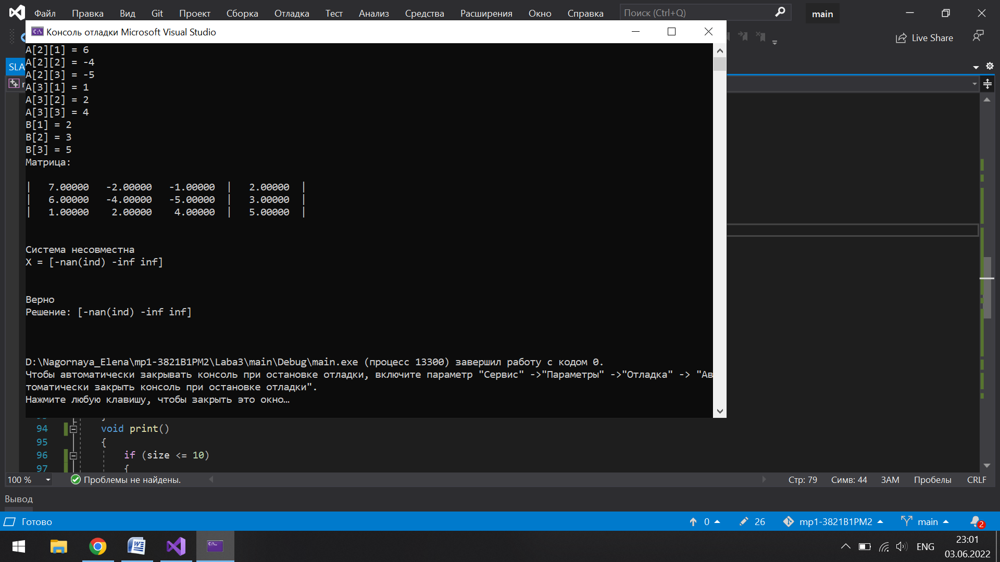 Файл Правка Вид Git Проект Сборка Отладка Тест Анализ Средства Расширения Окно Справка Поиск (Ctrl+Q) main
Консоль отладки Microsoft Visual Studio
Live Share
SLA
A[2][1] = 6
A[2][2] = -4
A[2][3] = -5
A[3][1] = 1
A[3][2] = 2
A[3][3] = 4
B[1] = 2
B[2] = 3
B[3] = 5
Матрица:
| 7.00000 -2.00000 -1.00000 | 2.00000 |
| 6.00000 -4.00000 -5.00000 | 3.00000 |
| 1.00000 2.00000 4.00000 | 5.00000 |
Система несовместна
X = [-nan(ind) -inf inf]
Верно
Решение: [-nan(ind) -inf inf]
D:\Nagornaya_Elena\mp1-3821B1PM2\Laba3\main\Debug\main.exe (процесс 13300) завершил работу с кодом 0.
Чтобы автоматически закрывать консоль при остановке отладки, включите параметр "Сервис" ->"Параметры" ->"Отладка" -> "Ав
томатически закрыть консоль при остановке отладки".
Нажмите любую клавишу, чтобы закрыть это окно…
94 void print()
95 {
96 if (size <= 10)
97 {
100 % Проблемы не найдены. Стр: 79 Симв: 44 ЗАМ Пробелы CRLF
Вывод
Готово 0 26 mp1-3821B1PM2 main 2
ENG 23:01
03.06.2022